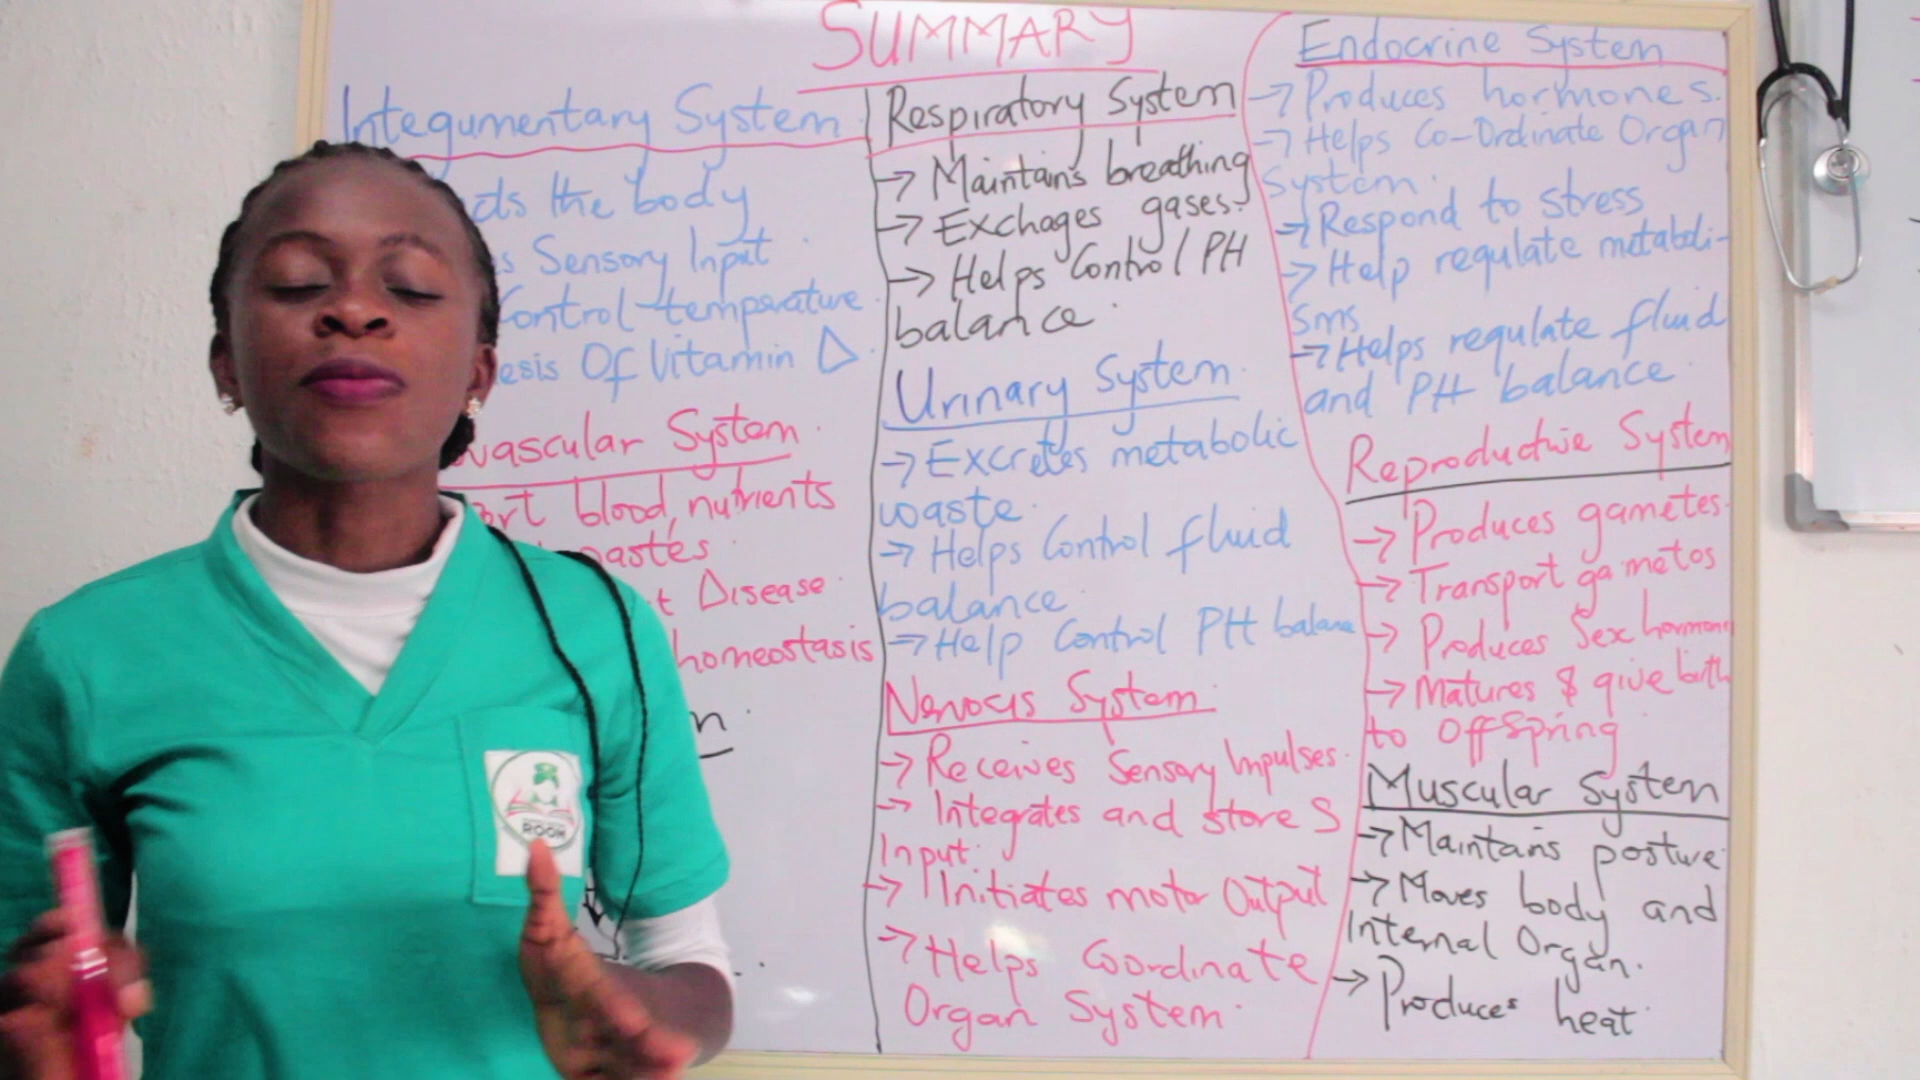 SUMMARY
Integumentary System
the body
Sensory Input
Control temperature
esis Of Vitamin D.
vascular System.
ort blood, nutrients
wastes.
t Disease
homeostasis
n.
Respiratory System
→ Maintains breathing
→ Exchages gases.
→ Helps Control PH
balance.
Urinary System.
→ Excretes metabolic
waste.
→ Helps Control fluid
balance.
→ Help Control PH balance
Nervous System.
→ Receives Sensory Impulses.
→ Integrates and stores
Input.
→ Initiates motor Output
→ Helps Coordinate
Organ System.
Endocrine System
→ Produces hormones.
→ Helps Co-Ordinate Organ
System.
→ Respond to stress
→ Help regulate metaboli-
sms
→ Helps regulate fluid
and PH balance.
Reproductive System
→ Produces gametes.
→ Transport gametos
→ Produces Sex hormone
→ Matures & give birth
to offspring
Muscular System
→ Maintains posture.
→ Moves body and
Internal Organ.
→ Produces heat.
ROOM